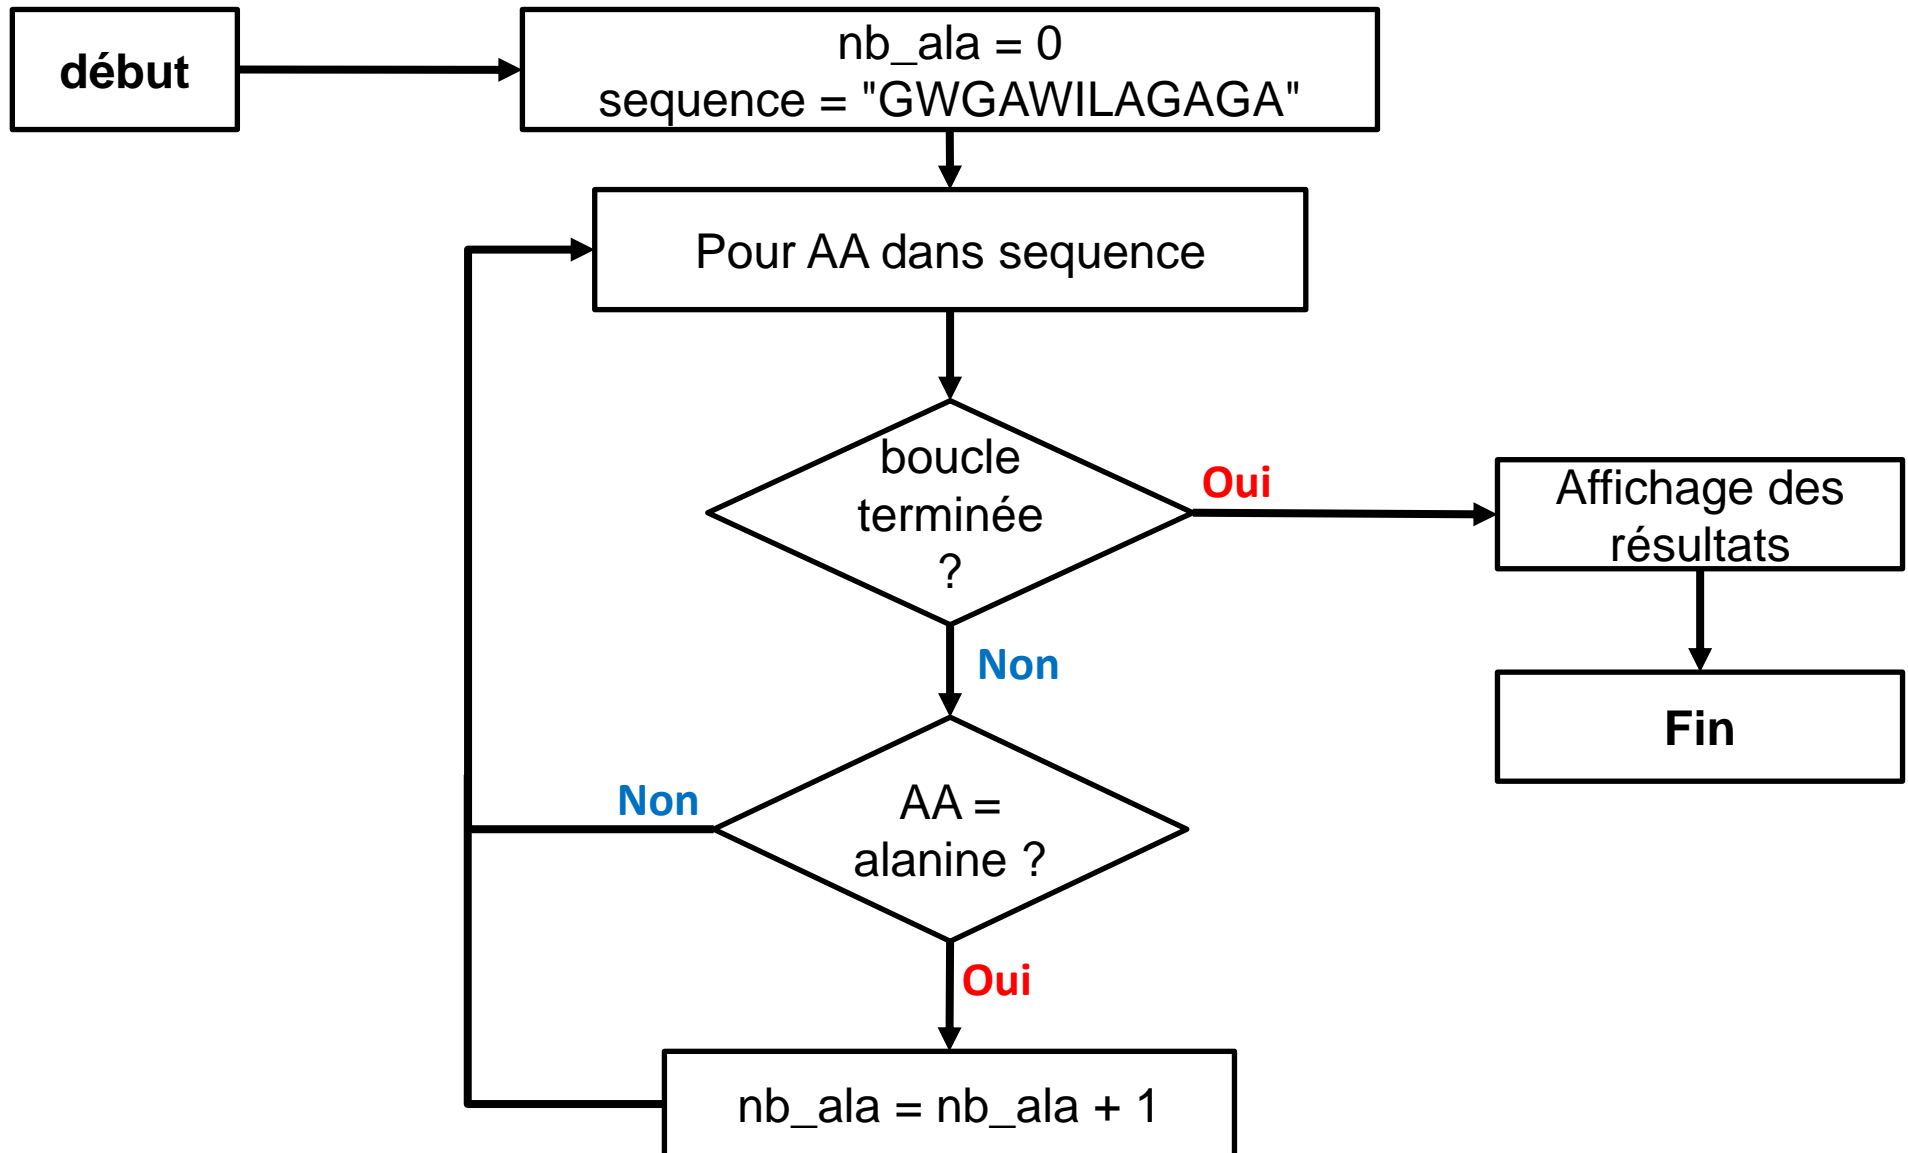 début
nb_ala = 0
sequence = "GWGAWILAGAGA"
Pour AA dans sequence
boucle
terminée
?
Oui
Affichage des
résultats
Non
Fin
Non
AA =
alanine ?
Oui
nb_ala = nb_ala + 1